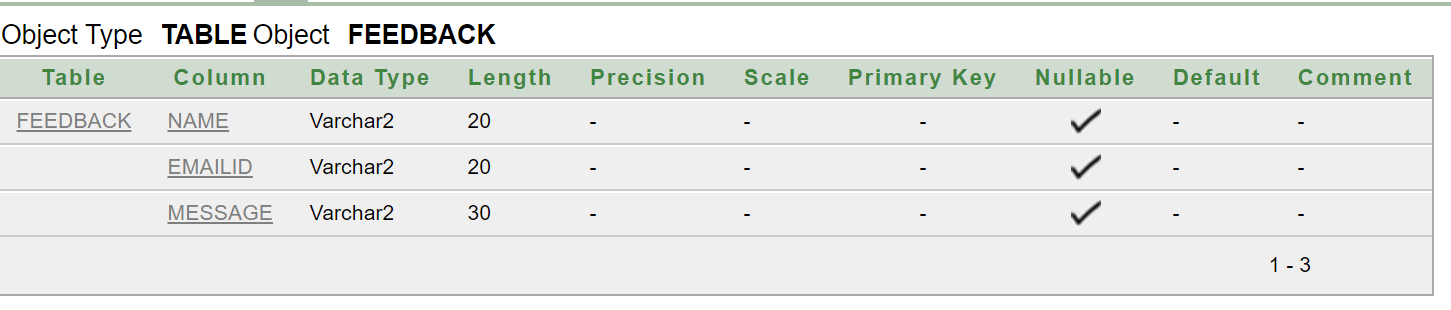 Object Type TABLE Object FEEDBACK
Table Column Data Type Length Precision Scale Primary Key Nullable Default Comment
FEEDBACK NAME Varchar2 20 - - - ✓ - -
EMAILID Varchar2 20 - - - ✓ - -
MESSAGE Varchar2 30 - - - ✓ - -
1 - 3